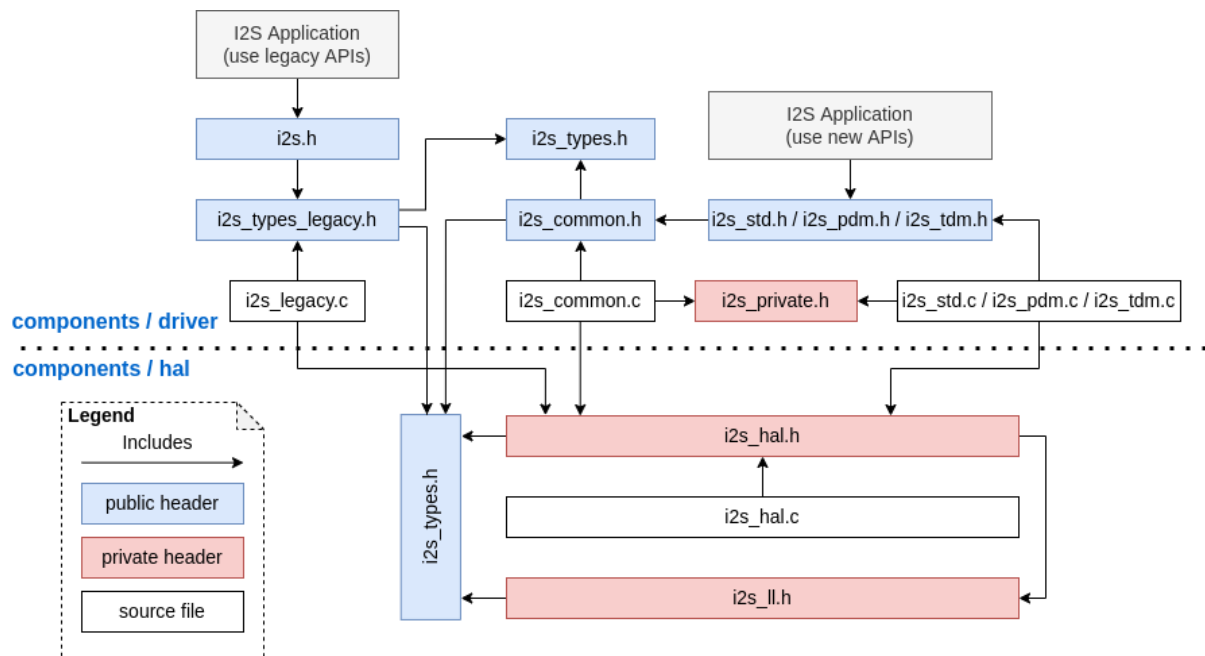 I2S Application
(use legacy APIs)
i2s.h
i2s_types.h
I2S Application
(use new APIs)
i2s_types_legacy.h
i2s_common.h
i2s_std.h / i2s_pdm.h / i2s_tdm.h
i2s_legacy.c
i2s_common.c
i2s_private.h
i2s_std.c / i2s_pdm.c / i2s_tdm.c
components / driver
components / hal
Legend
Includes
public header
private header
source file
i2s_types.h
i2s_hal.h
i2s_hal.c
i2s_ll.h